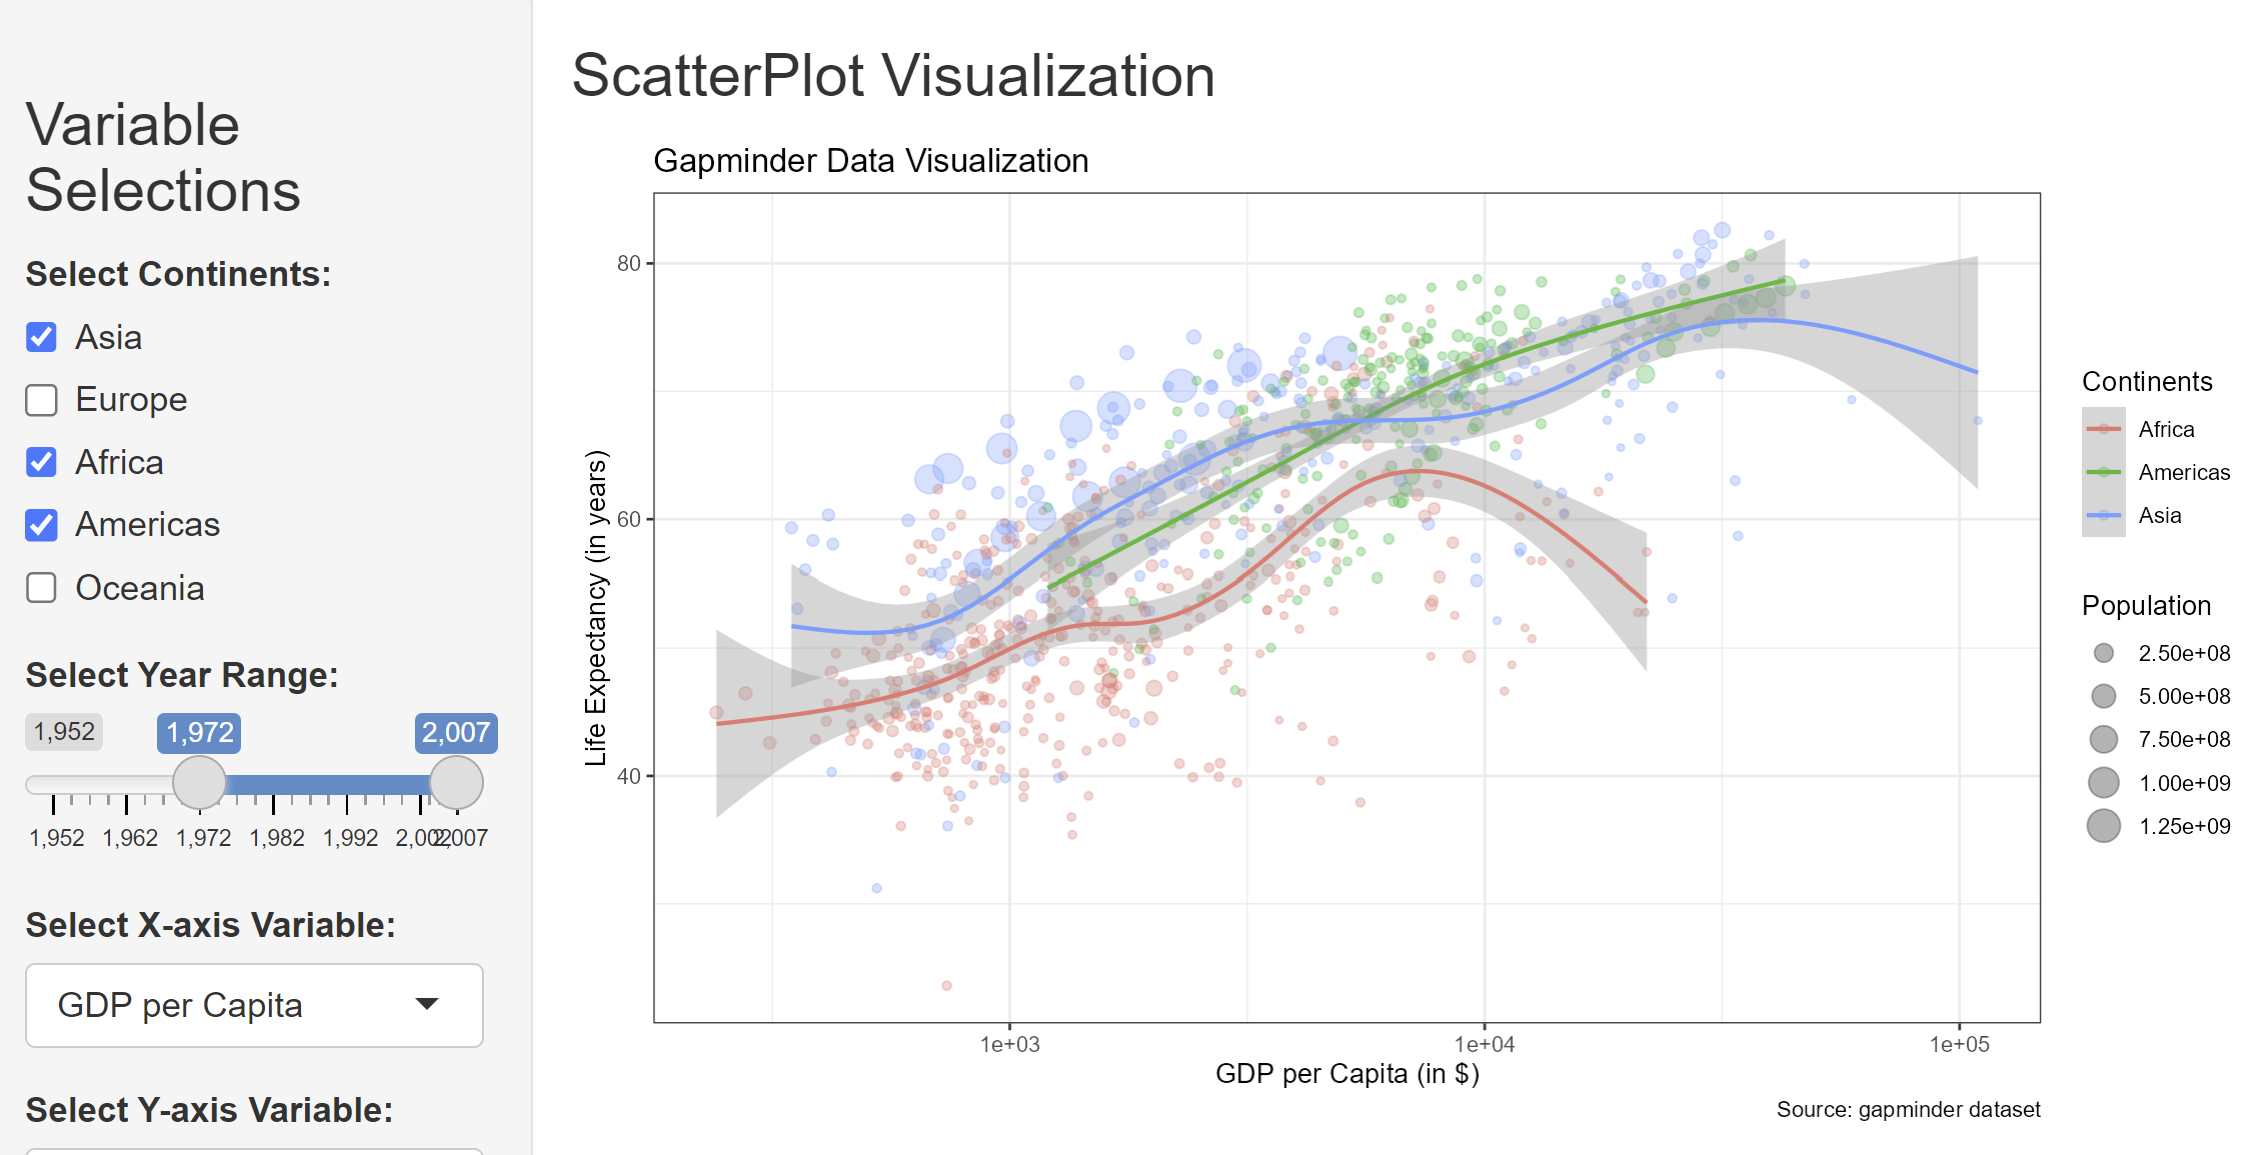 Variable
Selections
Select Continents:
Asia
Europe
Africa
Americas
Oceania
Select Year Range:
1,952
1,972
2,007
1,952
1,962
1,972
1,982
1,992
2,002
2,007
Select X-axis Variable:
GDP per Capita
Select Y-axis Variable:
ScatterPlot Visualization
Gapminder Data Visualization
Life Expectancy (in years)
80
60
40
1e+03
1e+04
1e+05
GDP per Capita (in $)
Source: gapminder dataset
Continents
Africa
Americas
Asia
Population
2.50e+08
5.00e+08
7.50e+08
1.00e+09
1.25e+09